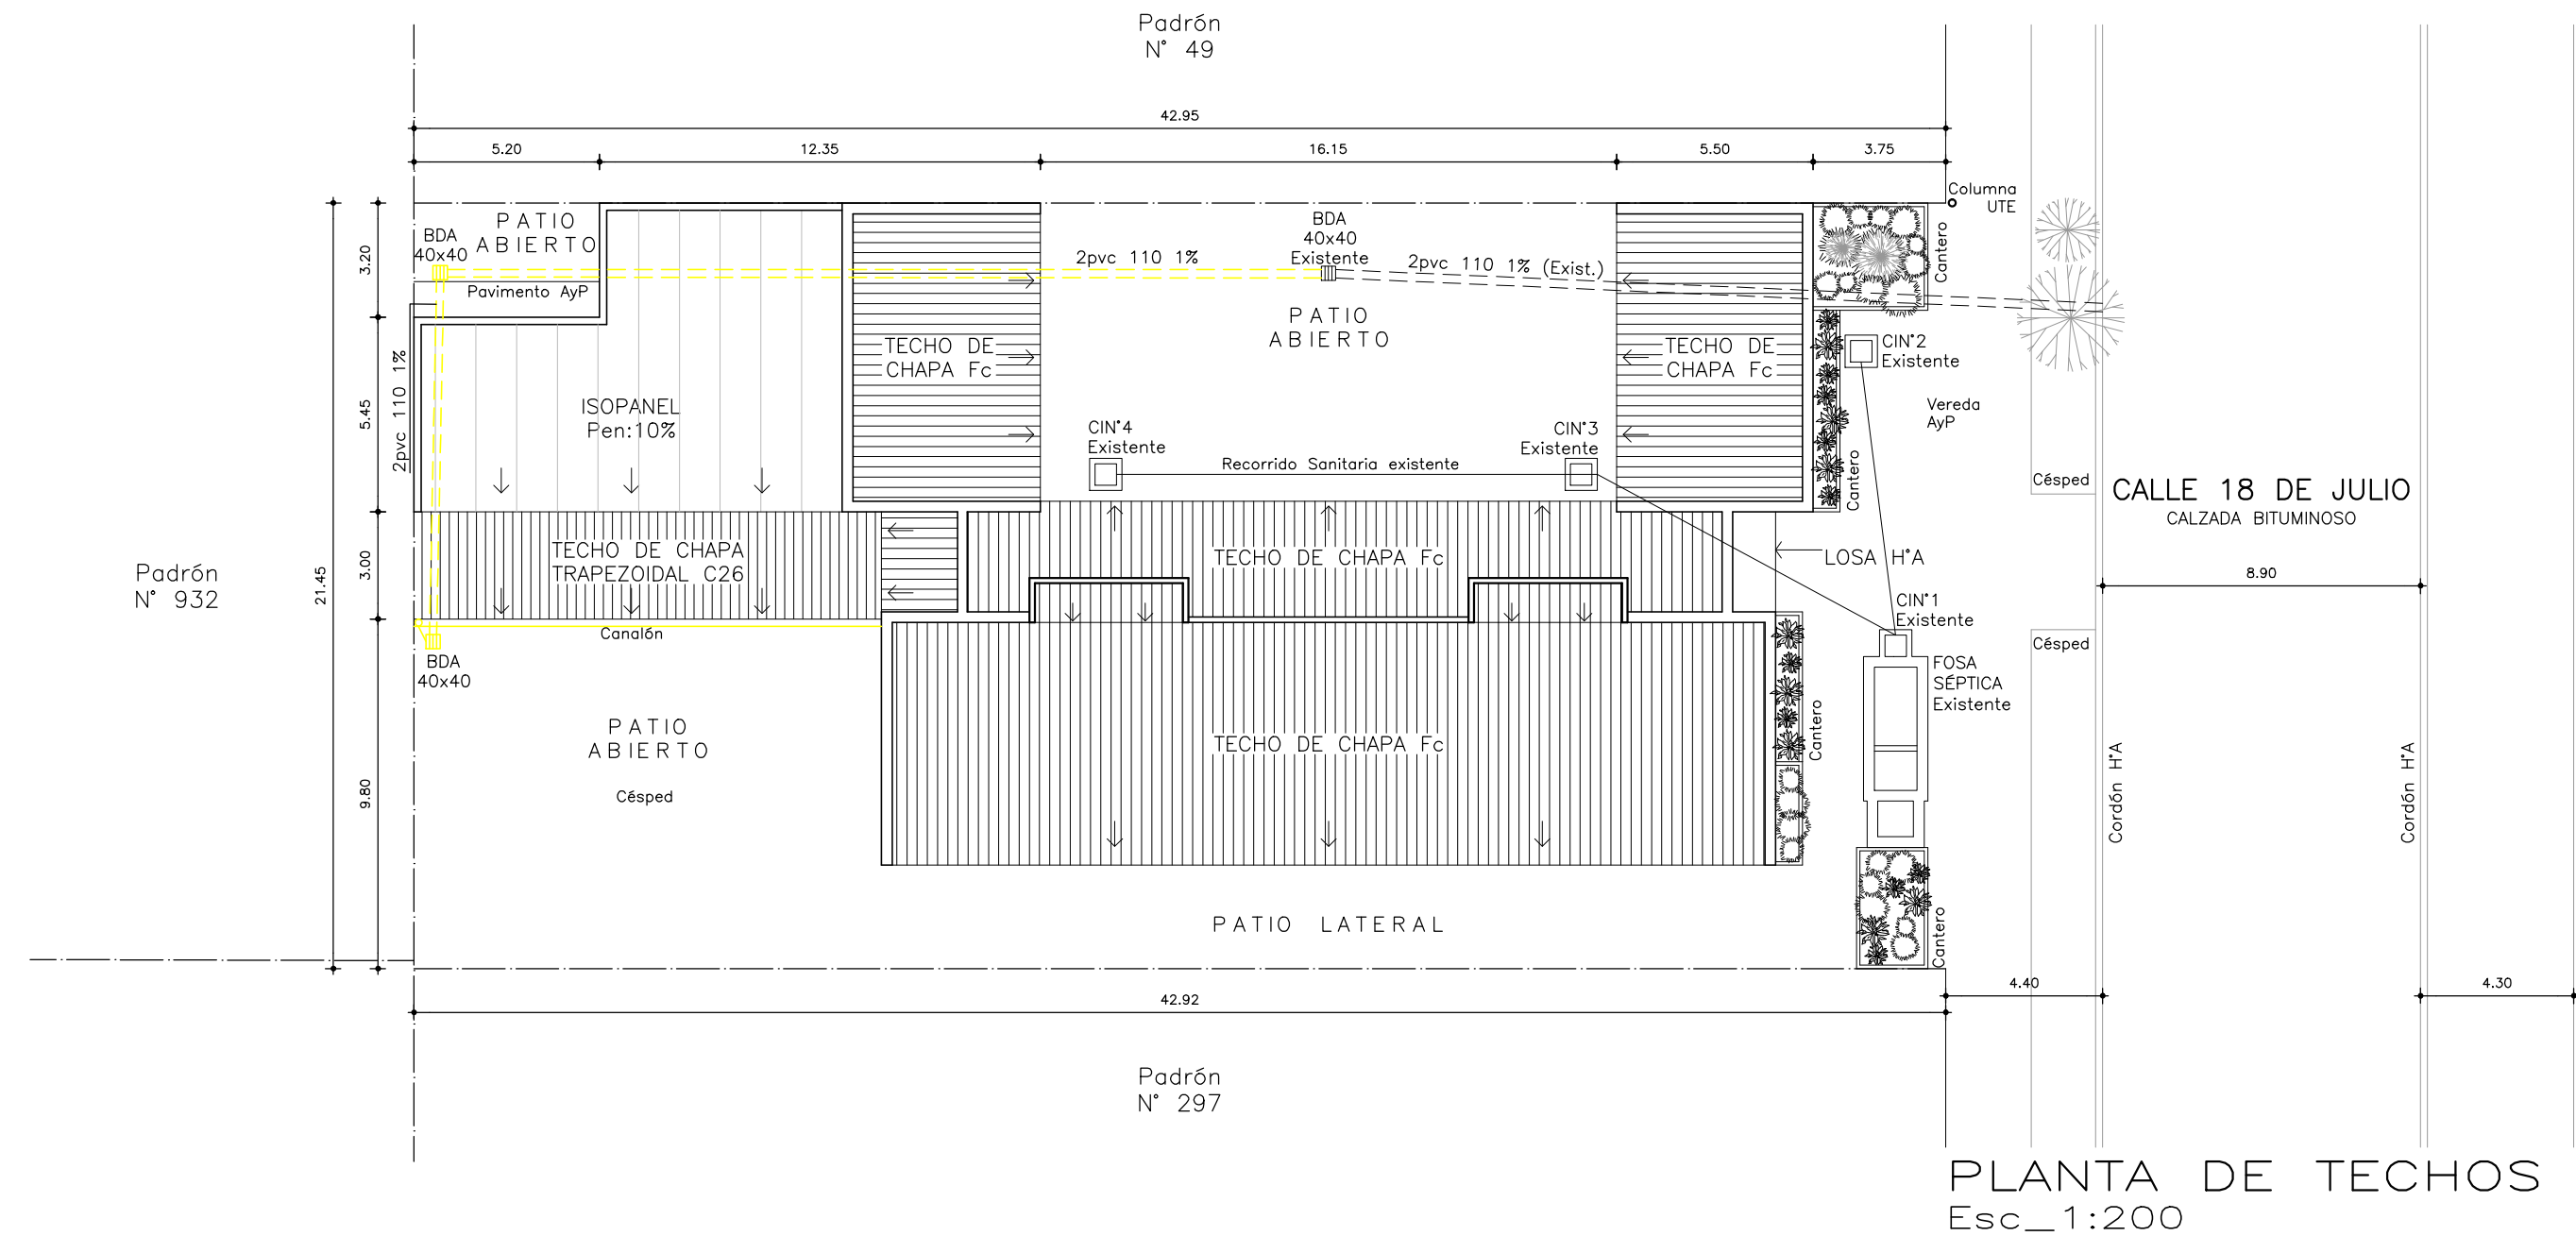 Padrón
N° 49
42.95
5.20
12.35
16.15
5.50
3.75
Columna
UTE
PATIO
ABIERTO
BDA
40x40
BDA
40x40
Existente
2pvc 110 1%
2pvc 110 1% (Exist.)
Cantero
3.20
Pavimento AyP
PATIO
ABIERTO
TECHO DE
CHAPA Fc
TECHO DE
CHAPA Fc
CIN°2
Existente
2pvc 110 1%
5.45
ISOPANEL
Pen:10%
Vereda
AyP
CIN°4
Existente
CIN°3
Existente
Recorrido Sanitaria existente
Cantero
Césped
CALLE 18 DE JULIO
CALZADA BITUMINOSO
TECHO DE CHAPA
TRAPEZOIDAL C26
TECHO DE CHAPA Fc
LOSA H°A
3.00
21.45
Padrón
N° 932
8.90
CIN°1
Existente
Canalón
Césped
BDA
40x40
FOSA
SÉPTICA
Existente
PATIO
ABIERTO
TECHO DE CHAPA Fc
Cantero
9.80
Césped
Cordón H°A
Cordón H°A
PATIO LATERAL
Cantero
4.40
4.30
42.92
Padrón
N° 297
PLANTA DE TECHOS
Esc_1:200